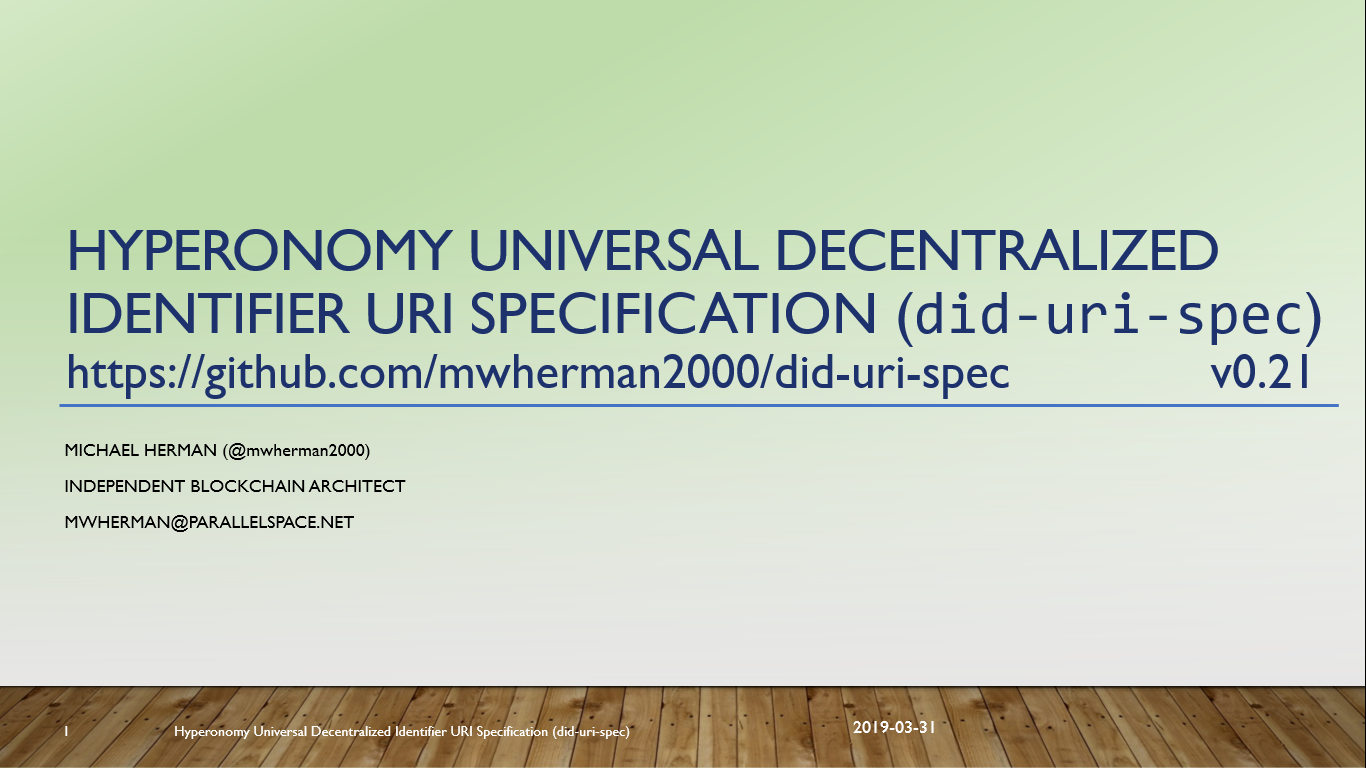 HYPERONOMY UNIVERSAL DECENTRALIZED
IDENTIFIER URI SPECIFICATION (did-uri-spec)
https://github.com/mwherman2000/did-uri-spec v0.21
MICHAEL HERMAN (@mwherman2000)
INDEPENDENT BLOCKCHAIN ARCHITECT
MWHERMAN@PARALLELSPACE.NET
1 Hyperonomy Universal Decentralized Identifier URI Specification (did-uri-spec) 2019-03-31